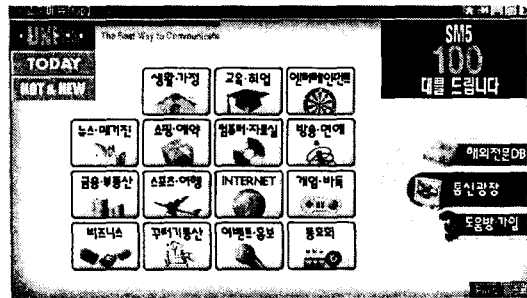 The Best Way to Communicate
TODAY
HOT & NEW
SM5
100
대를 드립니다
생활·가정
교육·취업
엔터테인먼트
뉴스·매거진
쇼핑·예약
컴퓨터·자료실
방송·연예
금융·부동산
스포츠·여행
INTERNET
게임·바둑
비즈니스
꾸러기동산
이벤트·홍보
동호회
해외전문DB
통신광장
도움방·가입